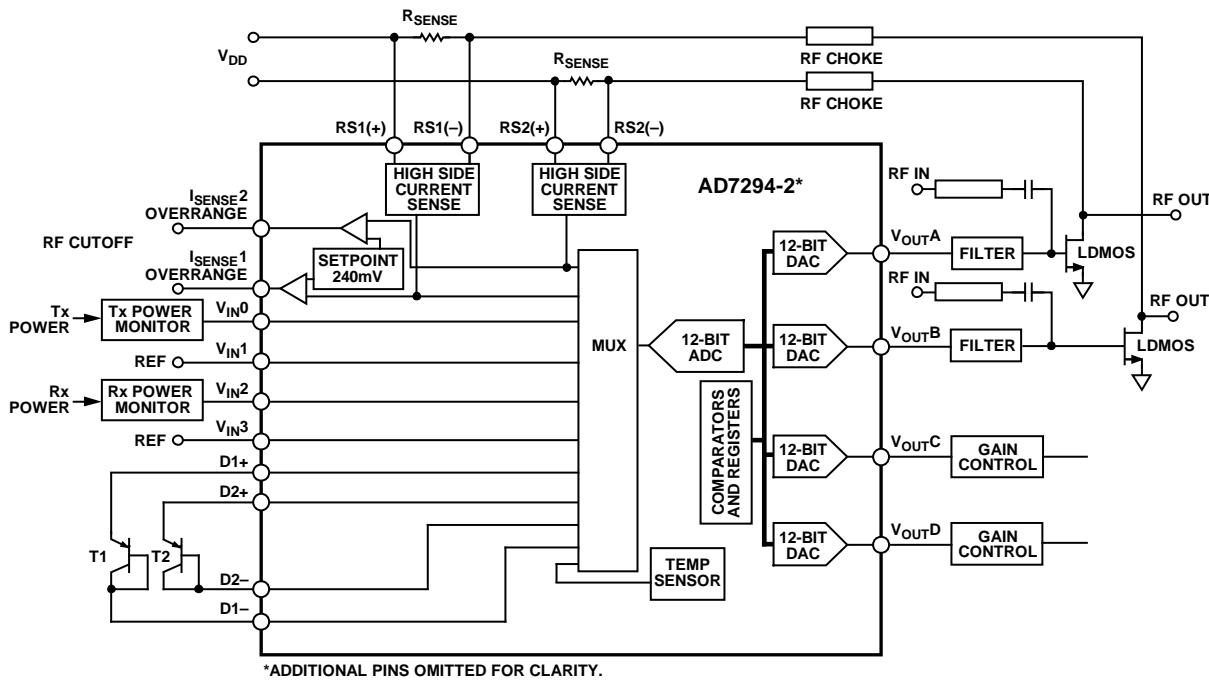 RSENSE
VDD
RF CHOKE
RSENSE
RF CHOKE
RS1(+)
RS1(–)
RS2(+)
RS2(–)
HIGH SIDE
CURRENT
SENSE
HIGH SIDE
CURRENT
SENSE
AD7294-2*
RF IN
RF OUT
ISENSE2
OVERRANGE
RF CUTOFF
SETPOINT
240mV
ISENSE1
OVERRANGE
12-BIT
DAC
VOUTA
FILTER
LDMOS
RF IN
RF OUT
Tx
POWER
Tx POWER
MONITOR
VIN0
REF
VIN1
MUX
12-BIT
ADC
12-BIT
DAC
VOUTB
FILTER
LDMOS
Rx
POWER
Rx POWER
MONITOR
VIN2
REF
VIN3
COMPARATORS
AND REGISTERS
12-BIT
DAC
VOUTC
GAIN
CONTROL
D1+
D2+
T1
T2
D2–
D1–
TEMP
SENSOR
12-BIT
DAC
VOUTD
GAIN
CONTROL
*ADDITIONAL PINS OMITTED FOR CLARITY.